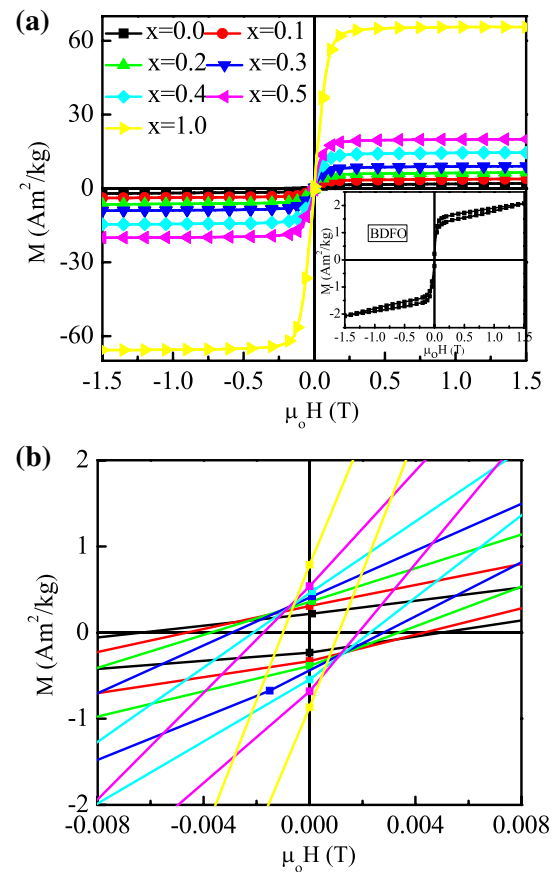 (a)
60
30
0
-30
-60
M (Am²/kg)
x=0.0 x=0.1
x=0.2 x=0.3
x=0.4 x=0.5
x=1.0
2
1
0
-1
-2
M (Am²/kg)
BDFO
-1.5 -1.0 -0.5 0.0 0.5 1.0 1.5
μₒH (T)
-1.5 -1.0 -0.5 0.0 0.5 1.0 1.5
μₒH (T)
(b)
2
1
0
-1
-2
M (Am²/kg)
-0.008 -0.004 0.000 0.004 0.008
μₒH (T)